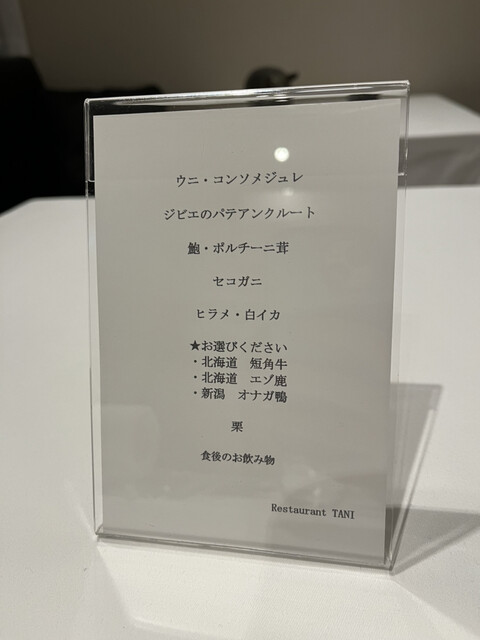 ウニ・コンソメジュレ
ジビエのパテアンクルート
鮑・ポルチーニ茸
セコガニ
ヒラメ・白イカ
★お選びください
・北海道　短角牛
・北海道　エゾ鹿
・新潟　オナガ鴨
栗
食後のお飲み物
Restaurant TANI